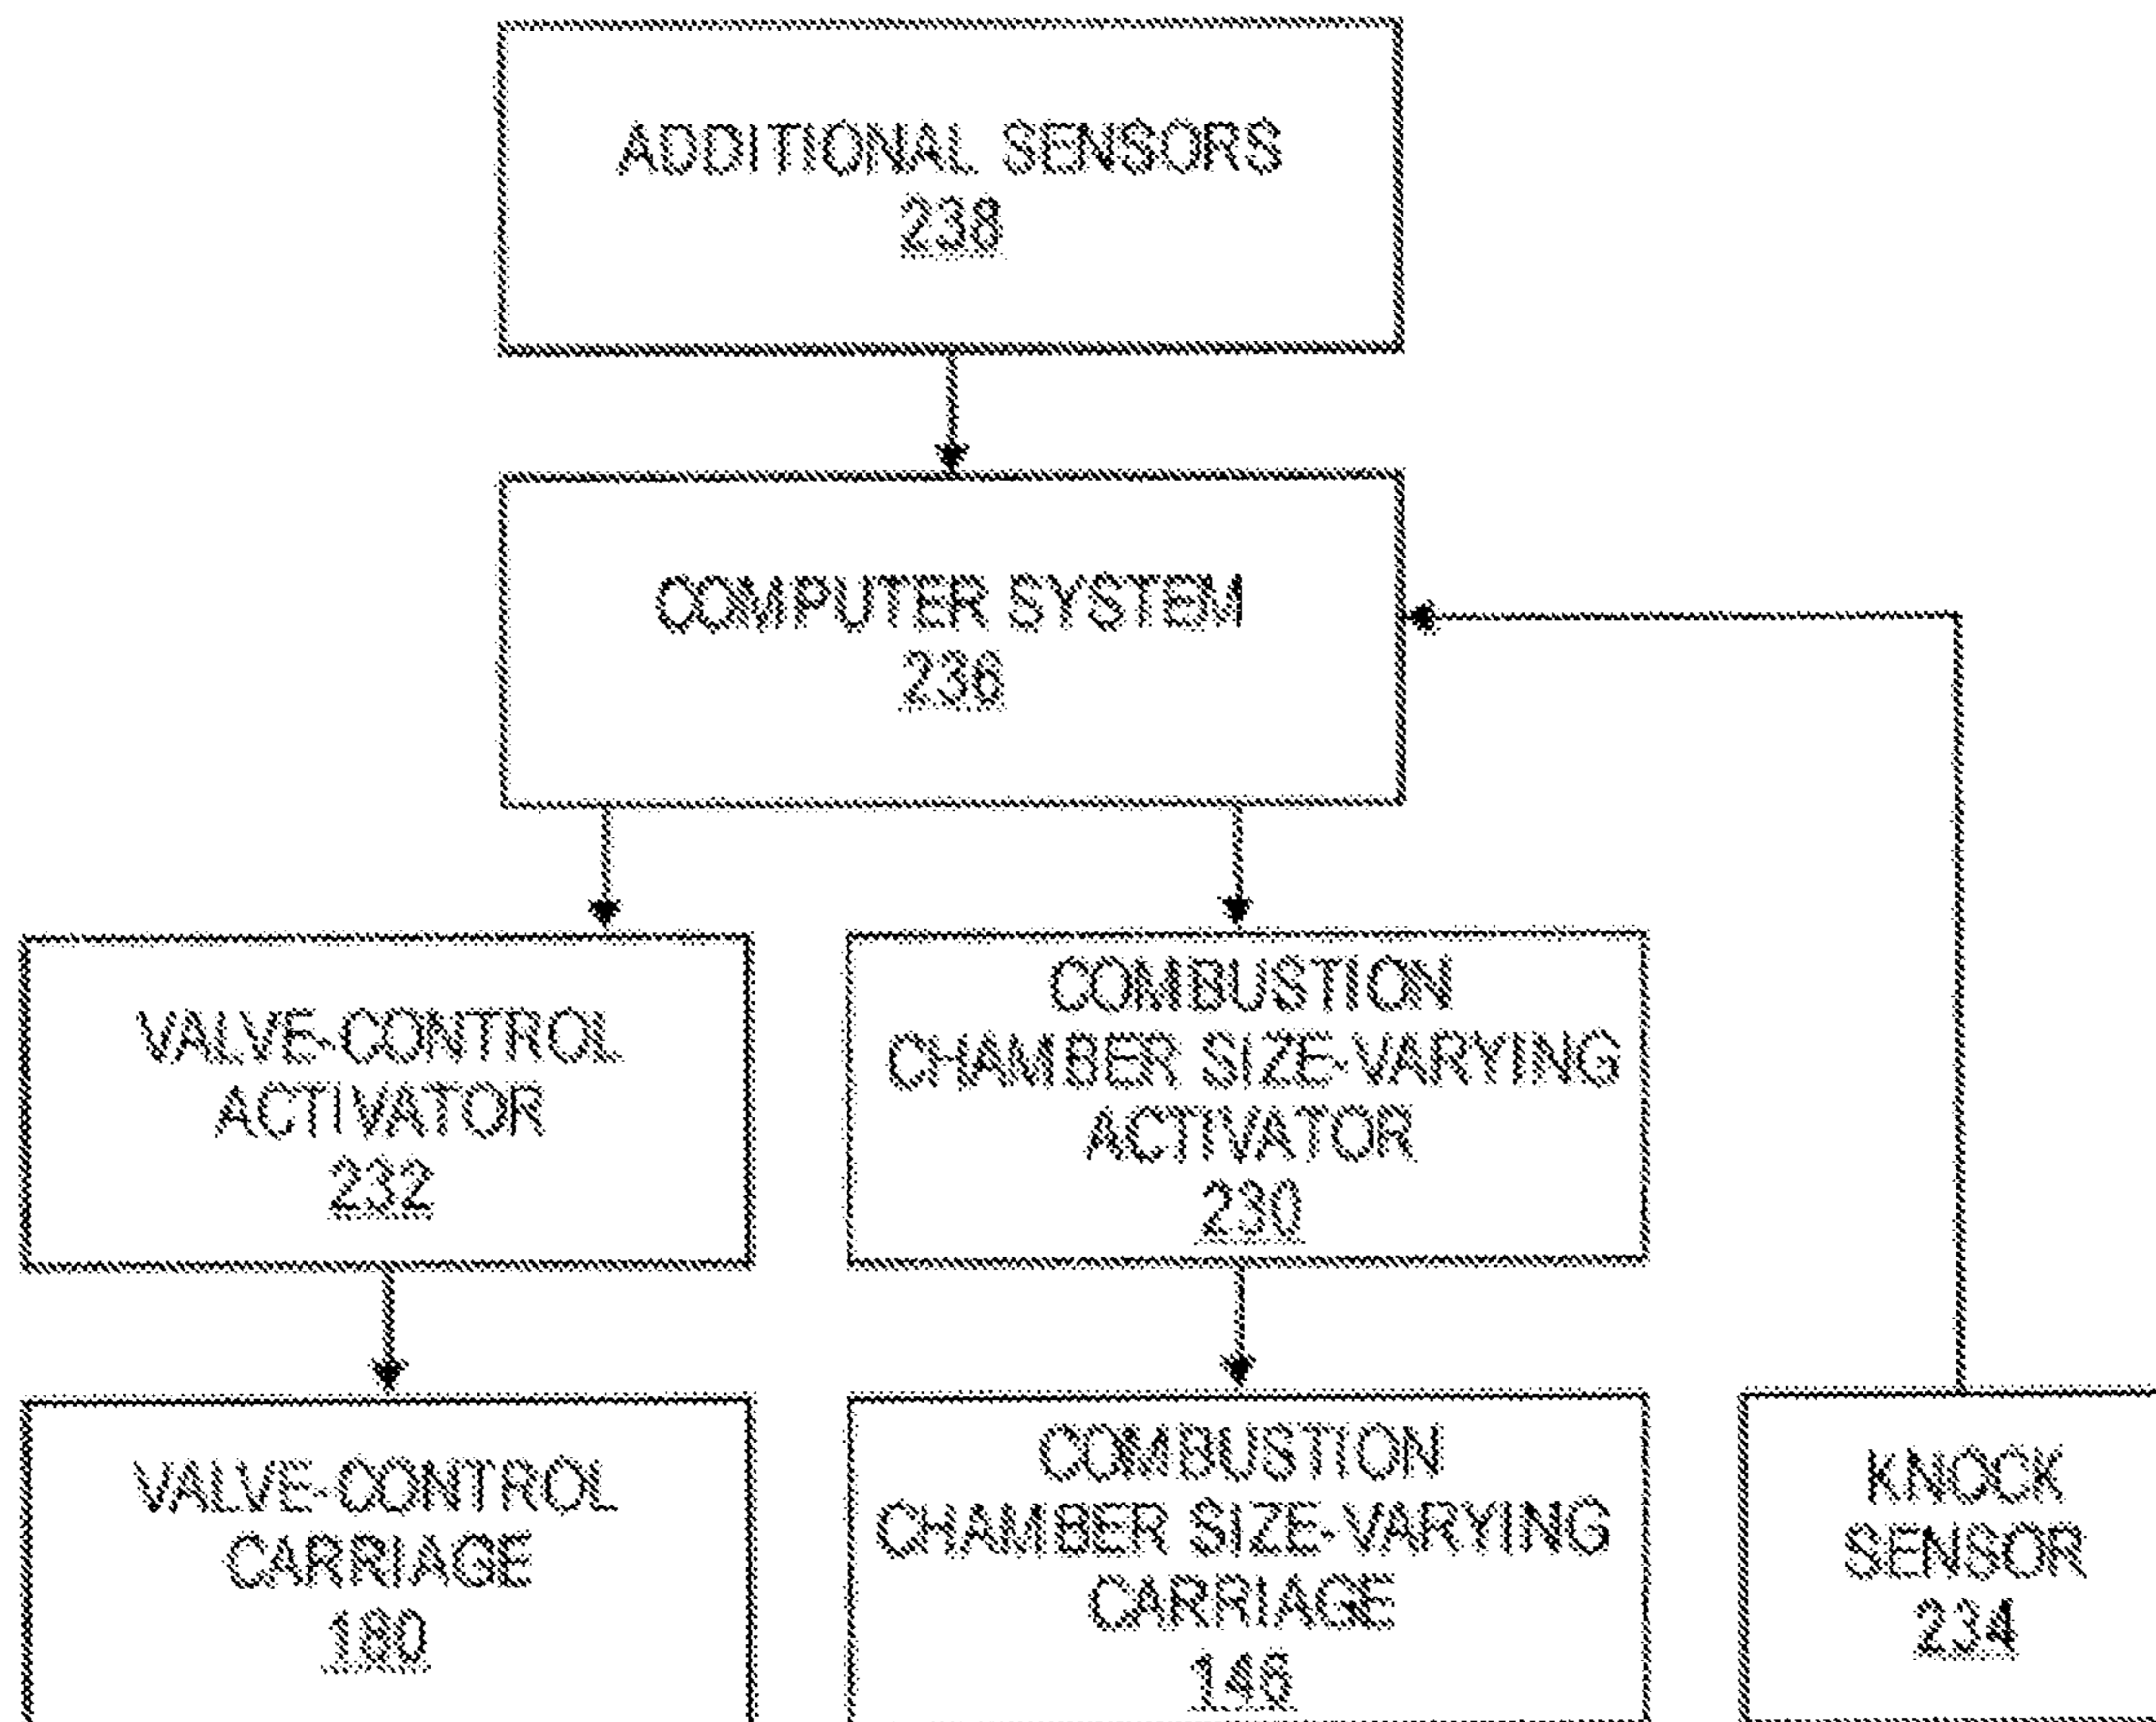 ADDITIONAL SENSORS
238
COMPUTER SYSTEM
236
VALVE-CONTROL
ACTIVATOR
232
COMBUSTION
CHAMBER SIZE-VARYING
ACTIVATOR
230
VALVE-CONTROL
CARRIAGE
180
COMBUSTION
CHAMBER SIZE-VARYING
CARRIAGE
146
KNOCK
SENSOR
234